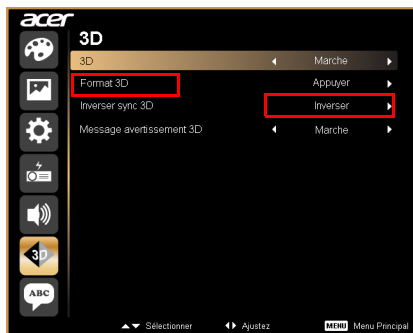 acer
3D
3D Marche
Format 3D Appuyer
Inverser sync 3D Inverser
Message avertissement 3D Marche
3D
ABC
Sélectionner Ajustez MENU Menu Principal